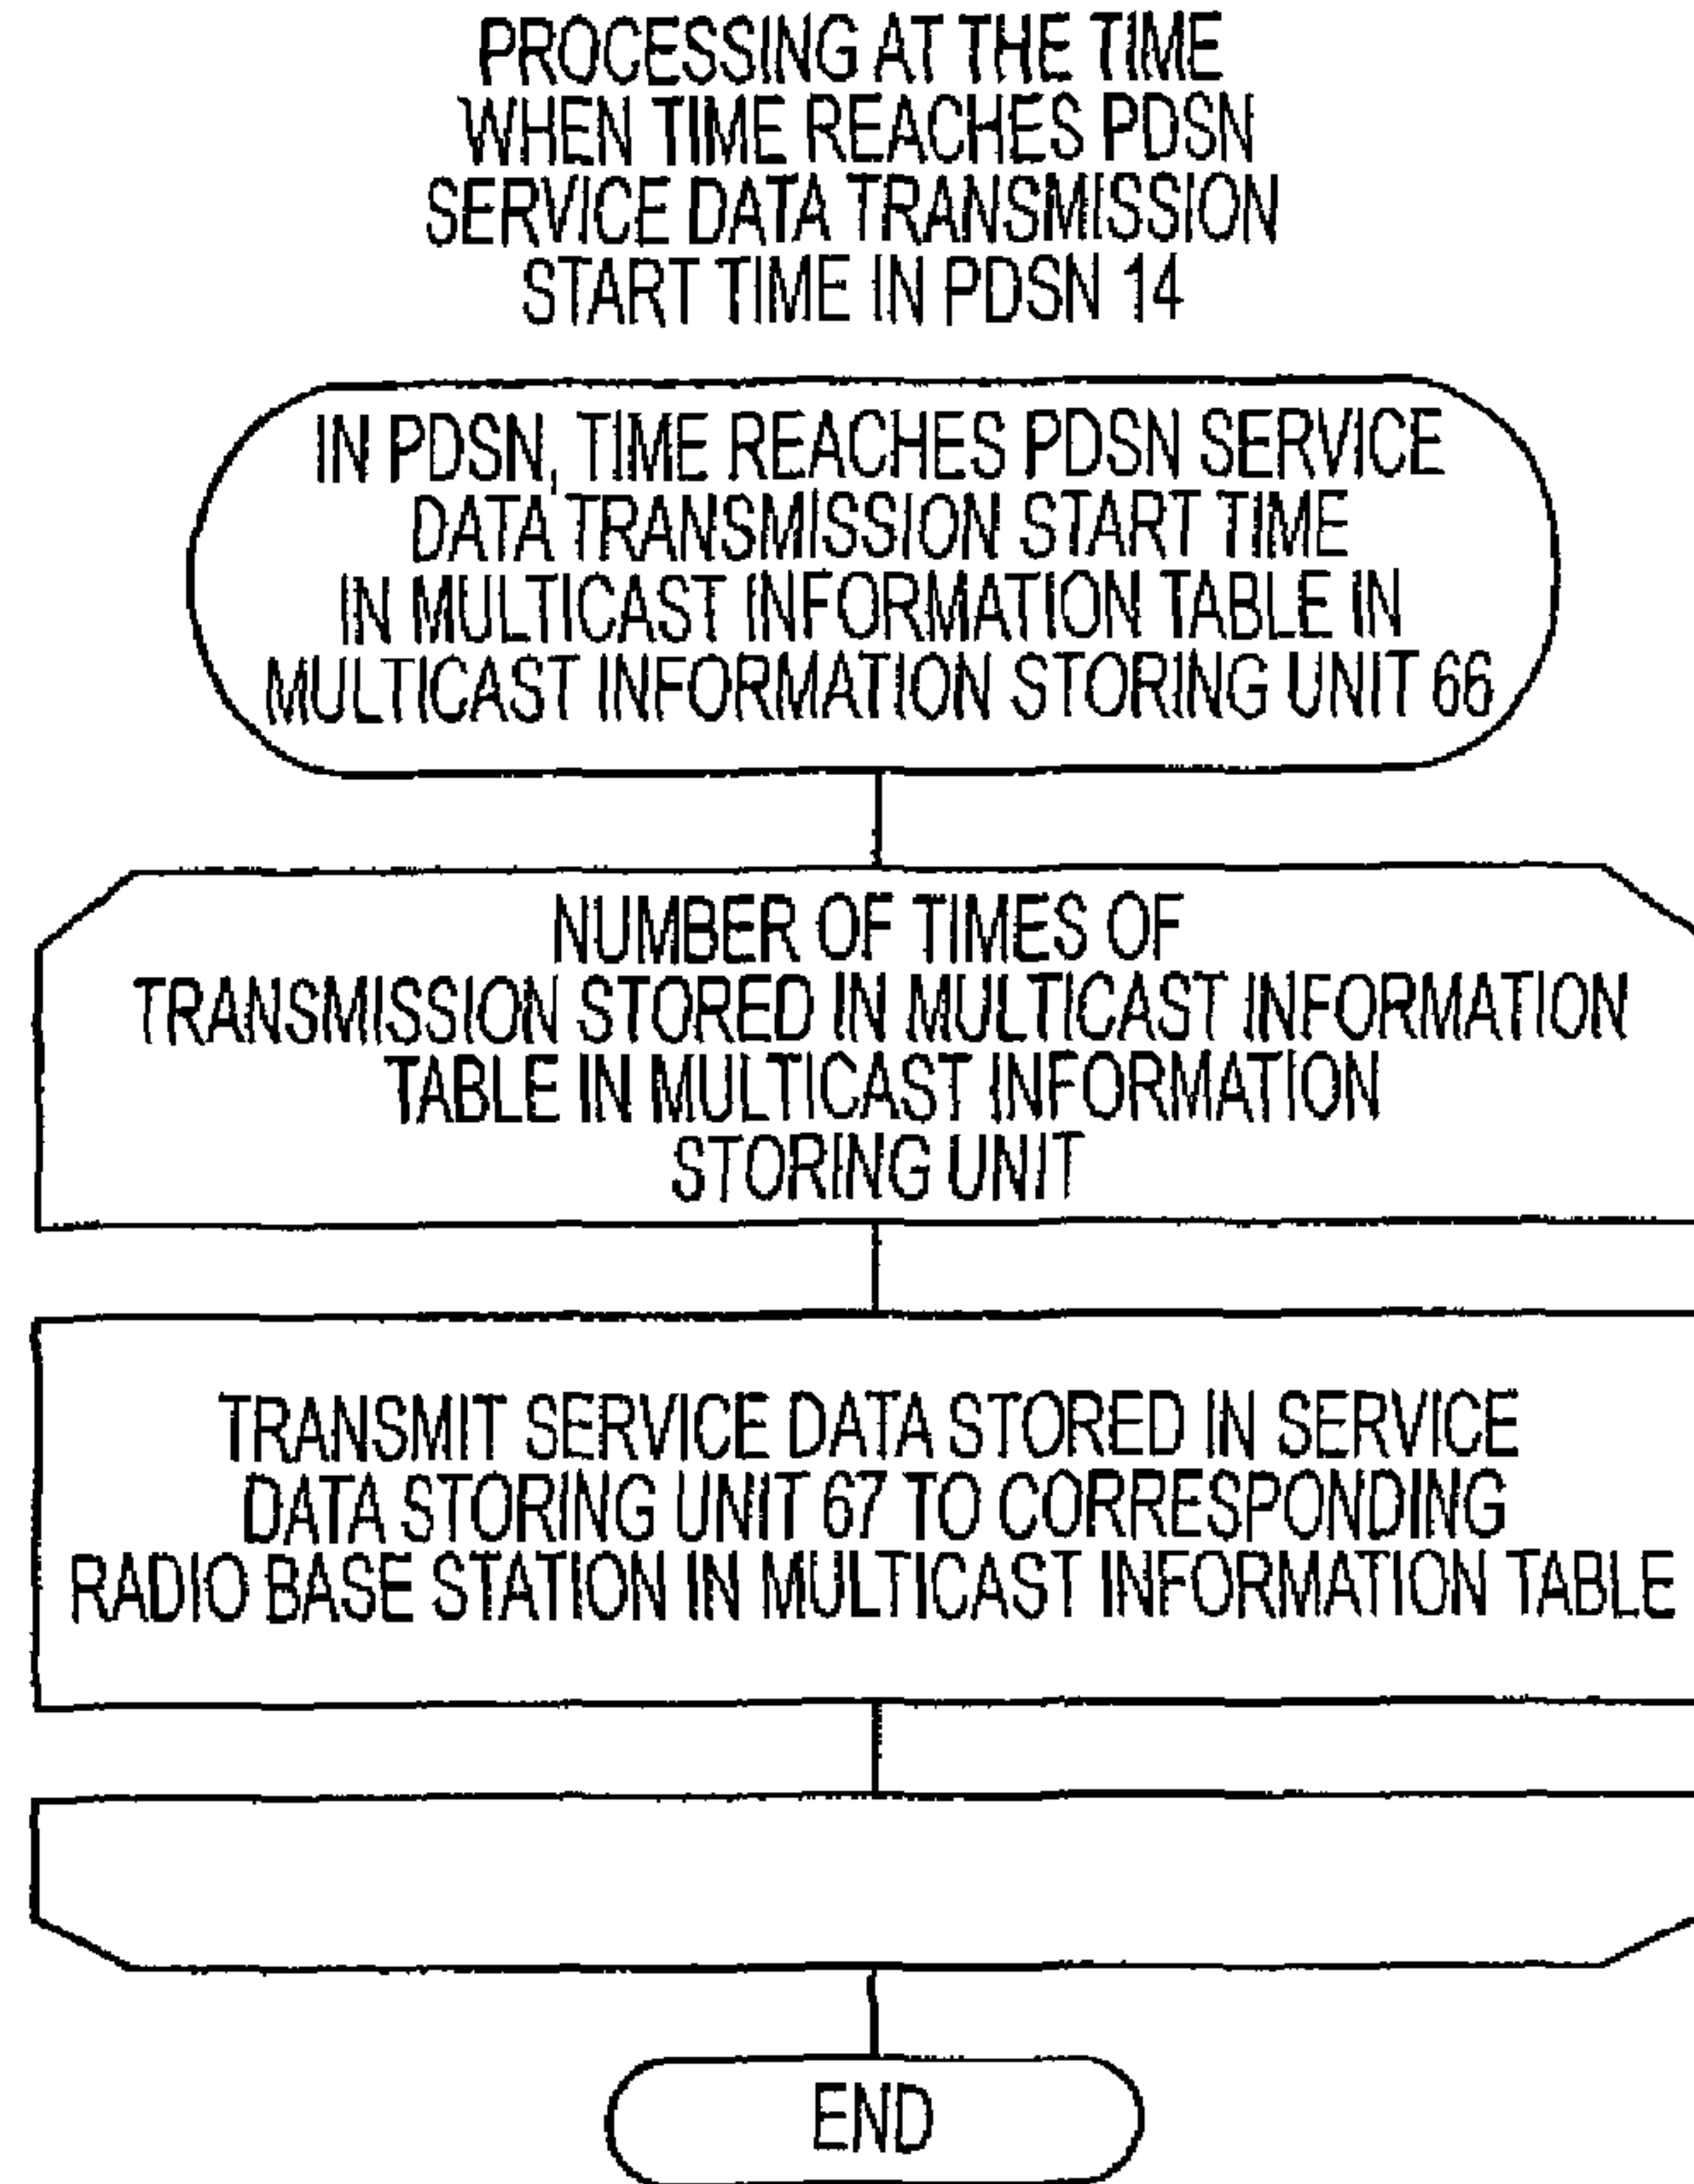 PROCESSING AT THE TIME
WHEN TIME REACHES PDSN
SERVICE DATA TRANSMISSION
START TIME IN PDSN 14
IN PDSN, TIME REACHES PDSN SERVICE
DATA TRANSMISSION START TIME
IN MULTICAST INFORMATION TABLE IN
MULTICAST INFORMATION STORING UNIT 66
NUMBER OF TIMES OF
TRANSMISSION STORED IN MULTICAST INFORMATION
TABLE IN MULTICAST INFORMATION
STORING UNIT
TRANSMIT SERVICE DATA STORED IN SERVICE
DATA STORING UNIT 67 TO CORRESPONDING
RADIO BASE STATION IN MULTICAST INFORMATION TABLE
END